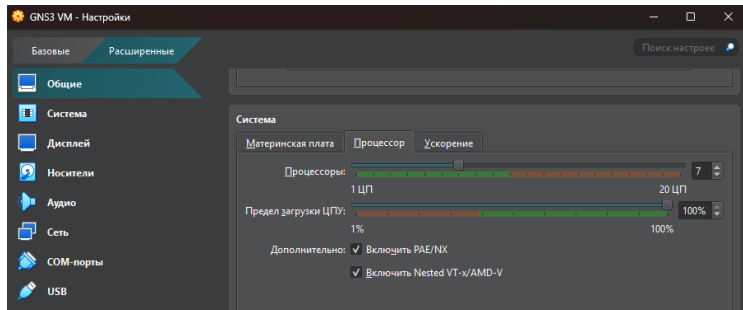 GNS3 VM - Настройки
Базовые Расширенные Поиск настроек
Общие
Система
Дисплей
Носители
Аудио
Сеть
COM-порты
USB
Система
Материнская плата Процессор Ускорение
Процессоры: 7
1 ЦП 20 ЦП
Предел загрузки ЦПУ: 100%
1% 100%
Дополнительно: Включить PAE/NX
Включить Nested VT-x/AMD-V